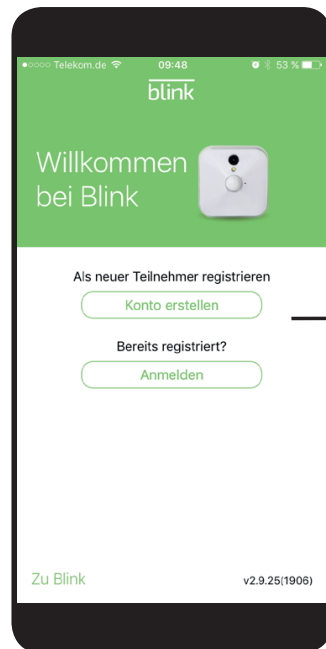 Telekom.de 09:48 53 %
blink
Willkommen
bei Blink
Als neuer Teilnehmer registrieren
Konto erstellen
Bereits registriert?
Anmelden
Zu Blink v2.9.25(1906)